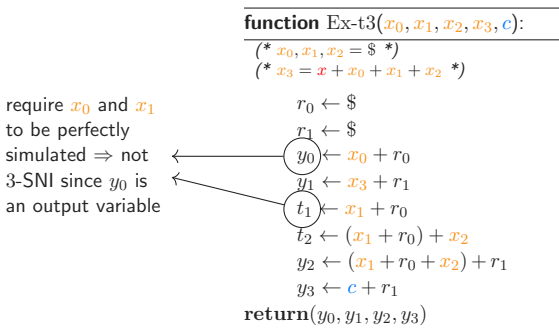 function Ex-t3(x₀, x₁, x₂, x₃, c):
(* x₀, x₁, x₂ = $ *)
(* x₃ = x + x₀ + x₁ + x₂ *)
r₀ ← $
r₁ ← $
y₀ ← x₀ + r₀
y₁ ← x₃ + r₁
t₁ ← x₁ + r₀
t₂ ← (x₁ + r₀) + x₂
y₂ ← (x₁ + r₀ + x₂) + r₁
y₃ ← c + r₁
return(y₀, y₁, y₂, y₃)
require x₀ and x₁
to be perfectly
simulated ⇒ not
3-SNI since y₀ is
an output variable